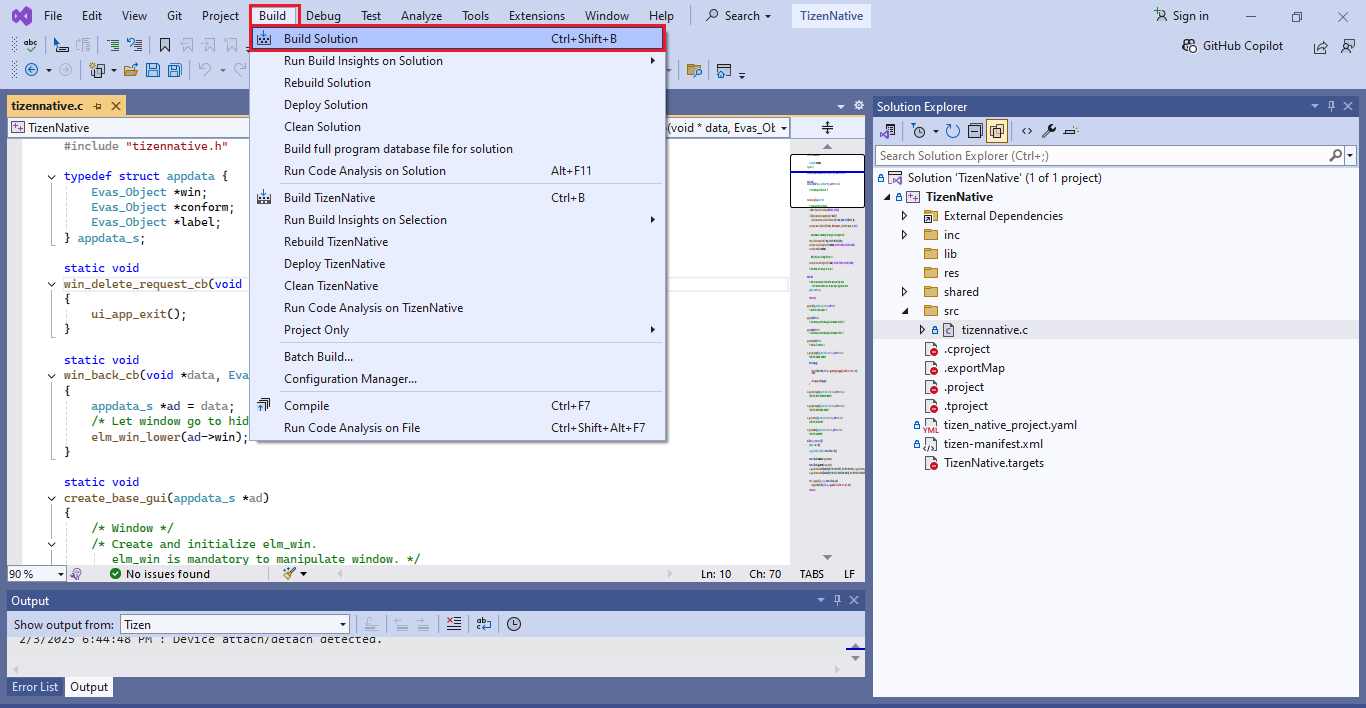 File Edit View Git Project Build Debug Test Analyze Tools Extensions Window Help Search TizenNative Sign in
GitHub Copilot
tizennative.c
TizenNative
(void * data, Evas_Ob
#include "tizennative.h"
typedef struct appdata {
Evas_Object *win;
Evas_Object *conform;
Evas_Object *label;
} appdata_s;
static void
win_delete_request_cb(void
{
ui_app_exit();
}
static void
win_back_cb(void *data, Eva
{
appdata_s *ad = data;
/* Let window go to hid
elm_win_lower(ad->win);
}
static void
create_base_gui(appdata_s *ad)
{
/* Window */
/* Create and initialize elm_win.
elm_win is mandatory to manipulate window. */
Build Solution Ctrl+Shift+B
Run Build Insights on Solution
Rebuild Solution
Deploy Solution
Clean Solution
Build full program database file for solution
Run Code Analysis on Solution Alt+F11
Build TizenNative Ctrl+B
Run Build Insights on Selection
Rebuild TizenNative
Deploy TizenNative
Clean TizenNative
Run Code Analysis on TizenNative
Project Only
Batch Build...
Configuration Manager...
Compile Ctrl+F7
Run Code Analysis on File Ctrl+Shift+Alt+F7
90 % No issues found Ln: 10 Ch: 70 TABS LF
Output
Show output from: Tizen
2/3/2025 6:44:48 PM : Device attach/detach detected.
Error List Output
Solution Explorer
Search Solution Explorer (Ctrl+;)
Solution 'TizenNative' (1 of 1 project)
TizenNative
External Dependencies
inc
lib
res
shared
src
tizennative.c
.cproject
.exportMap
.project
.tproject
tizen_native_project.yaml
tizen-manifest.xml
TizenNative.targets